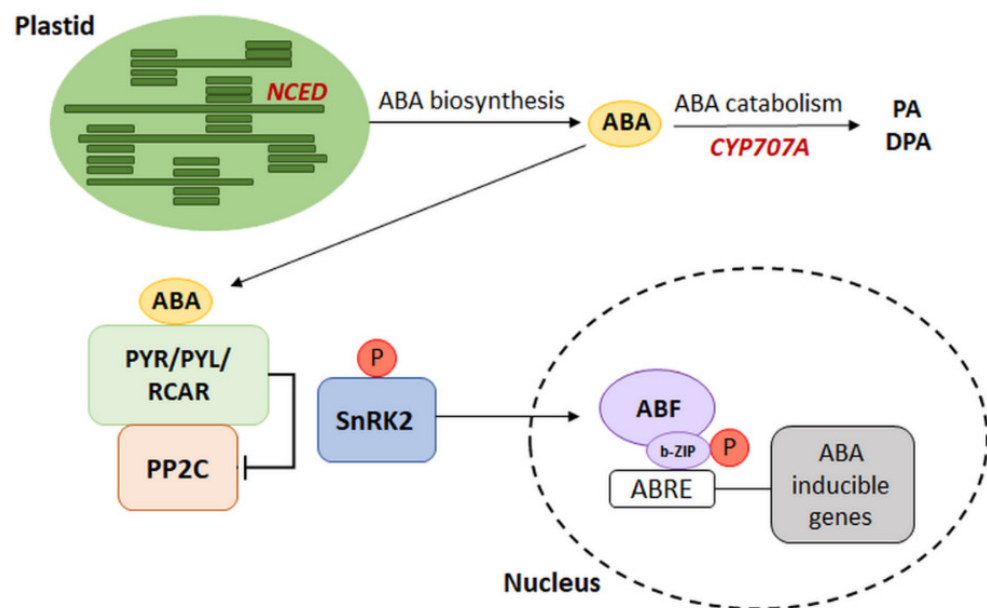 Plastid
NCED
ABA biosynthesis
ABA
ABA catabolism
CYP707A
PA
DPA
ABA
PYR/PYL/
RCAR
PP2C
P
SnRK2
ABF
b-ZIP
P
ABRE
ABA
inducible
genes
Nucleus